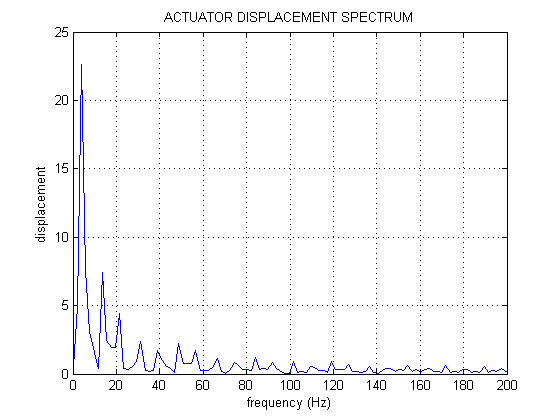 ACTUATOR DISPLACEMENT SPECTRUM
25
20
15
10
5
0
displacement
0 20 40 60 80 100 120 140 160 180 200
frequency (Hz)